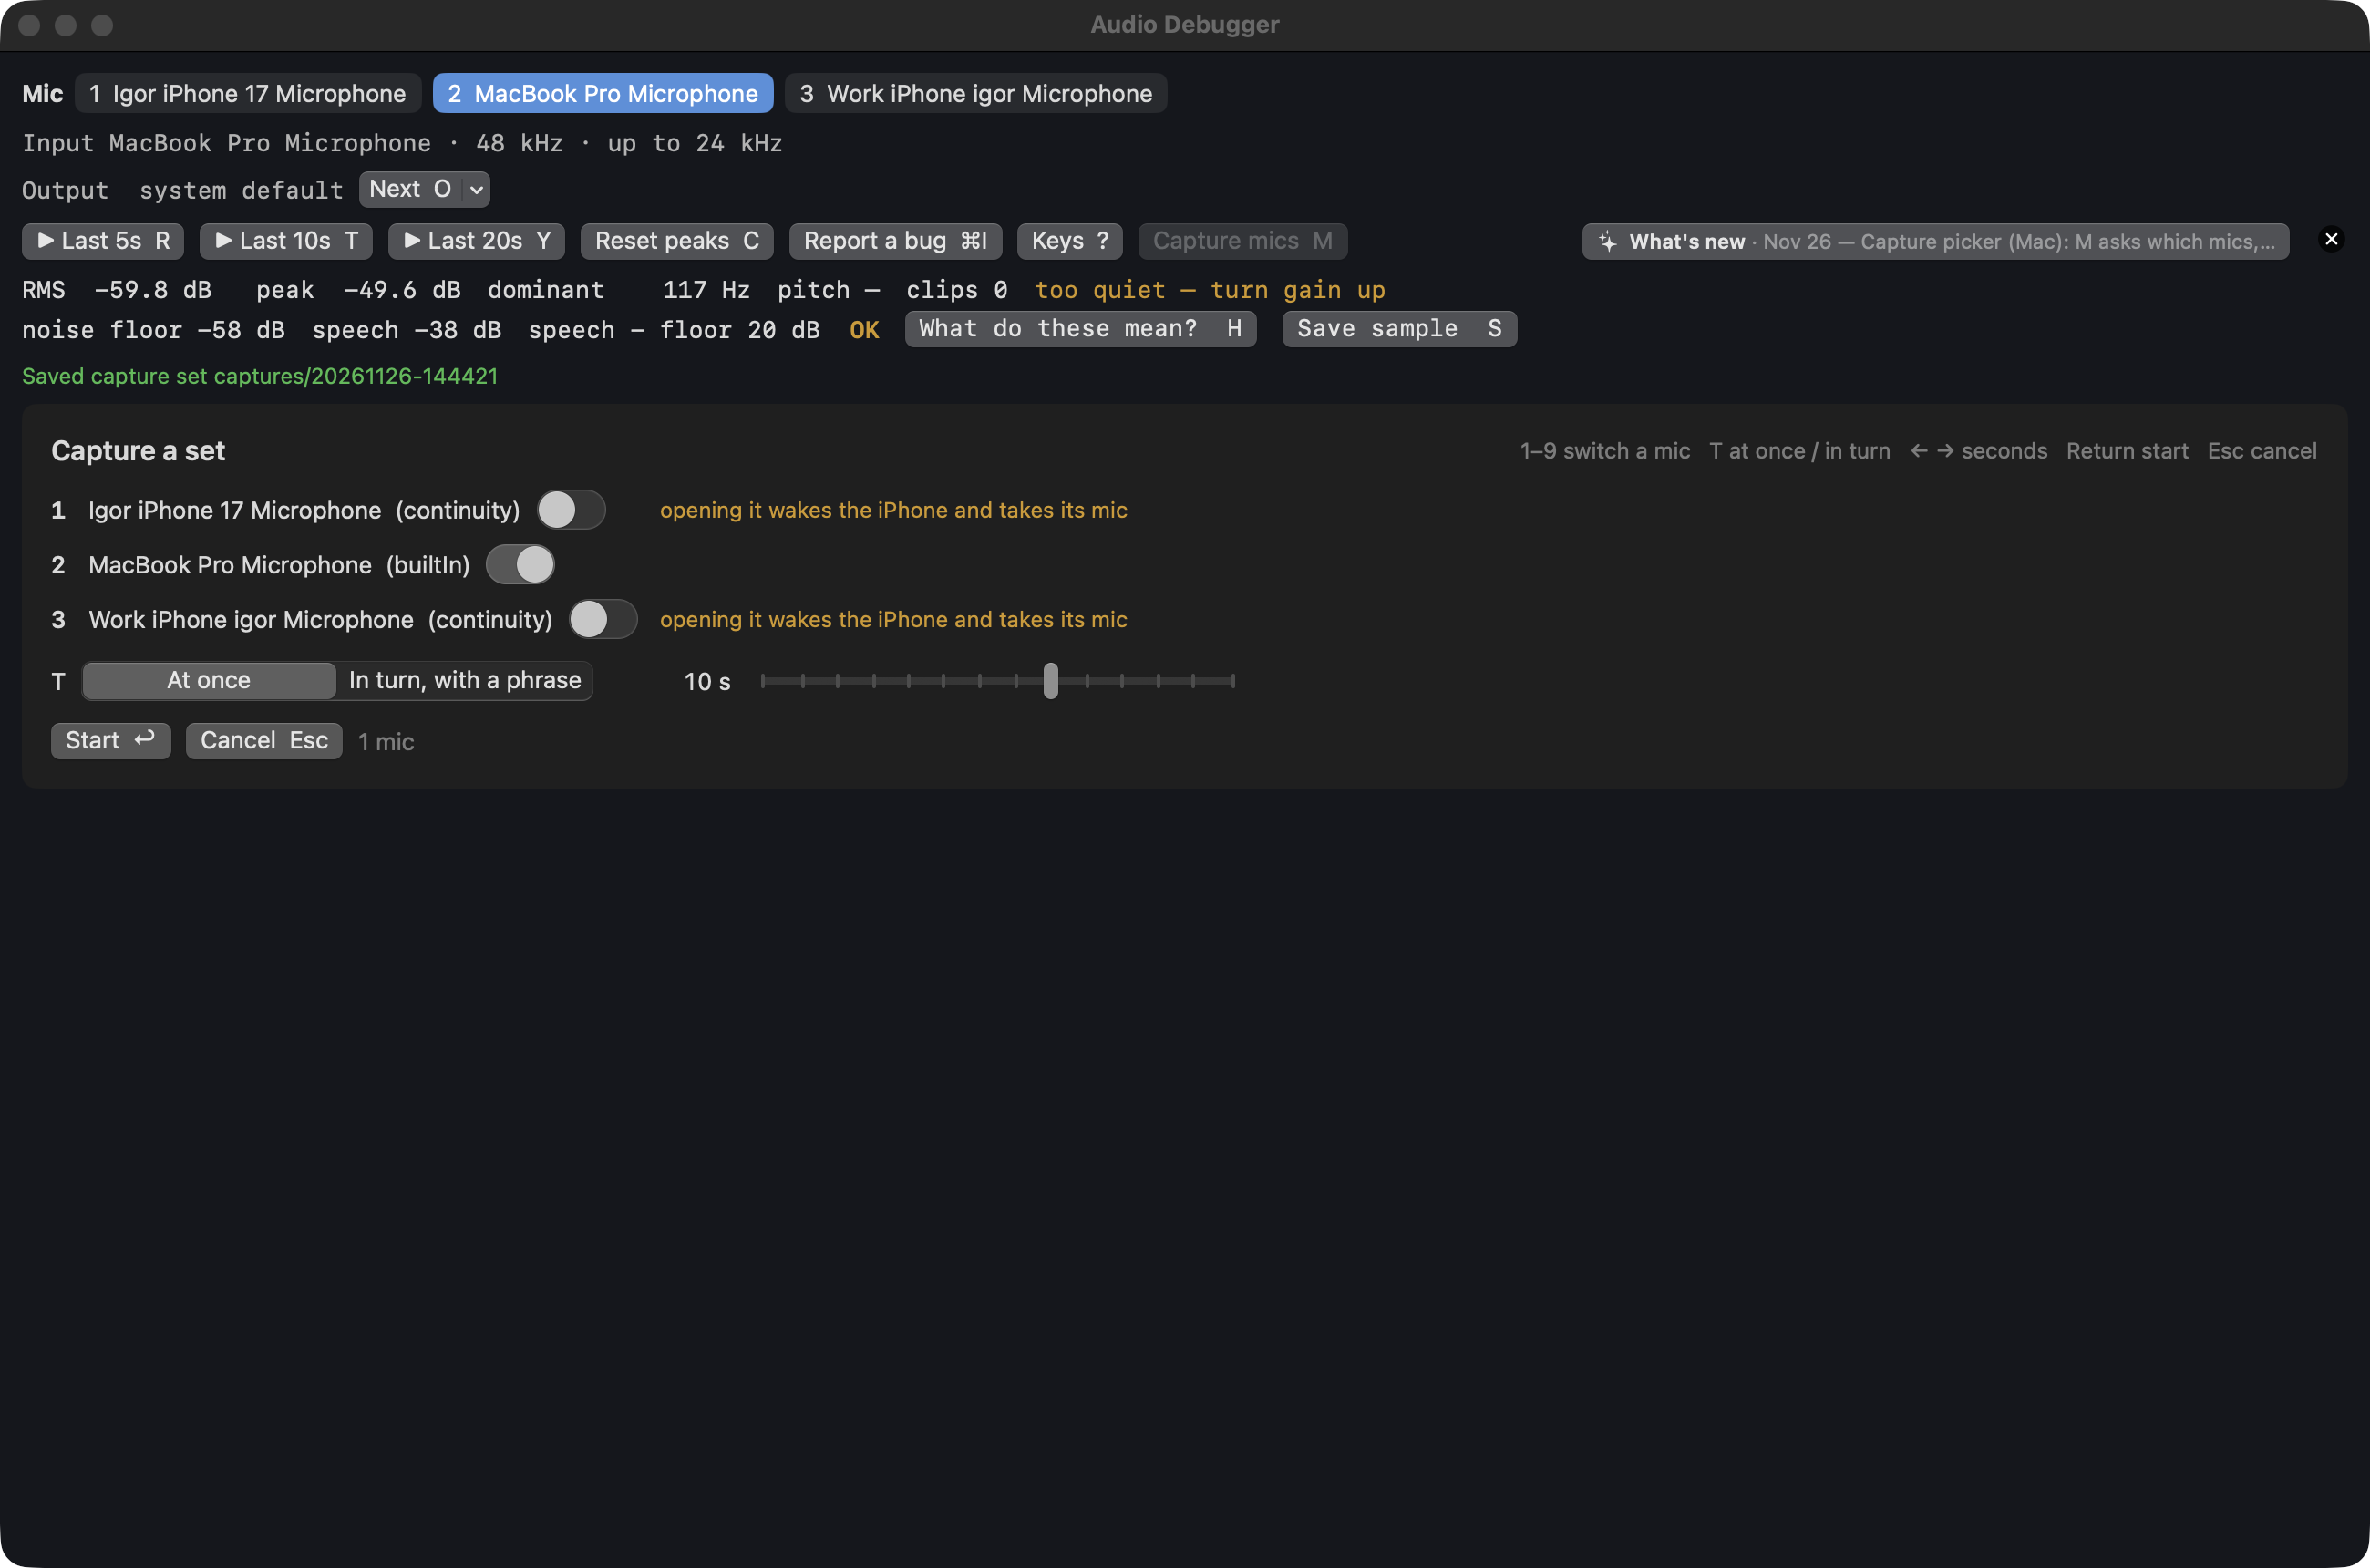 Audio Debugger
Mic 1 Igor iPhone 17 Microphone 2 MacBook Pro Microphone 3 Work iPhone igor Microphone
Input MacBook Pro Microphone · 48 kHz · up to 24 kHz
Output system default Next O
Last 5s R Last 10s T Last 20s Y Reset peaks C Report a bug ⌘I Keys ? Capture mics M What's new · Nov 26 — Capture picker (Mac): M asks which mics,...
RMS −59.8 dB peak −49.6 dB dominant 117 Hz pitch — clips 0 too quiet — turn gain up
noise floor −58 dB speech −38 dB speech − floor 20 dB OK What do these mean? H Save sample S
Saved capture set captures/20261126-144421
Capture a set 1–9 switch a mic T at once / in turn ← → seconds Return start Esc cancel
1 Igor iPhone 17 Microphone (continuity) opening it wakes the iPhone and takes its mic
2 MacBook Pro Microphone (builtIn)
3 Work iPhone igor Microphone (continuity) opening it wakes the iPhone and takes its mic
T At once In turn, with a phrase 10 s
Start ↩ Cancel Esc 1 mic